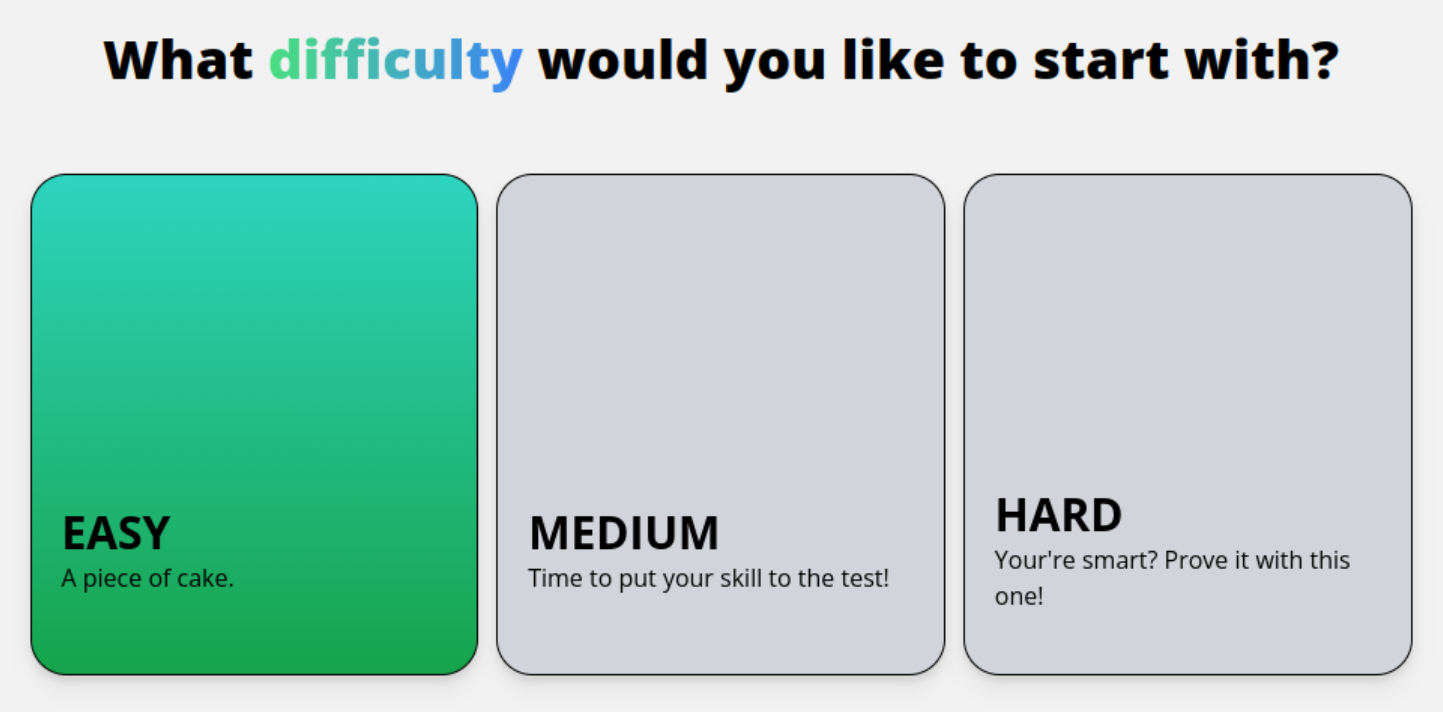 What difficulty would you like to start with?
EASY
A piece of cake.
MEDIUM
Time to put your skill to the test!
HARD
Your're smart? Prove it with this
one!